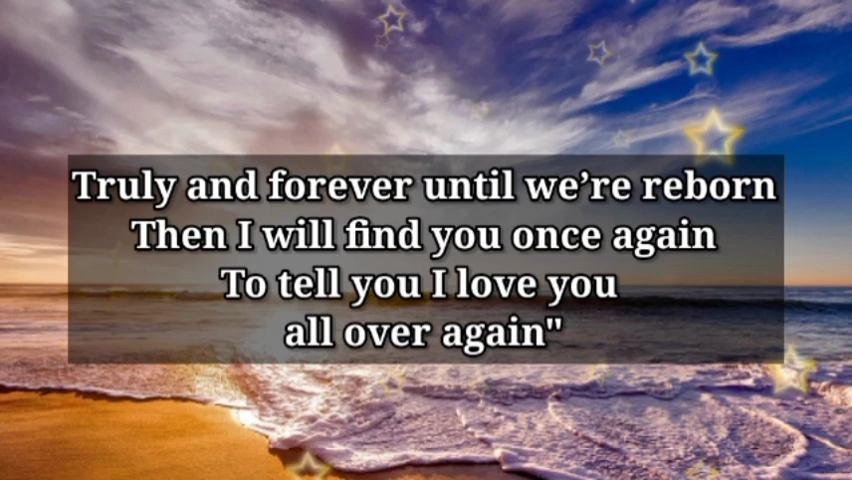 Truly and forever until we’re reborn
Then I will find you once again
To tell you I love you
all over again"